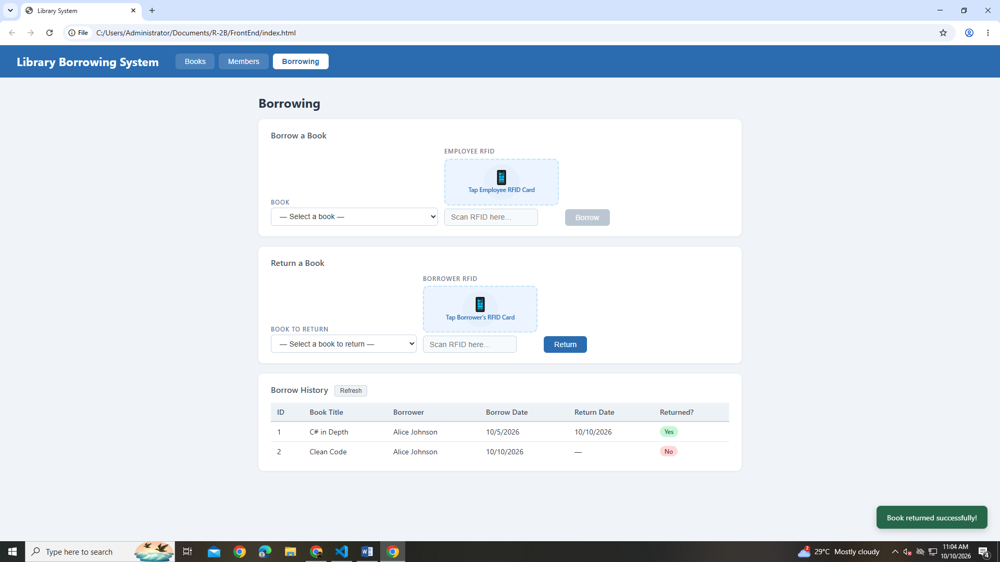 Library System
File C:/Users/Administrator/Documents/R-2B/FrontEnd/index.html
Library Borrowing System Books Members Borrowing
Borrowing
Borrow a Book
EMPLOYEE RFID
Tap Employee RFID Card
BOOK
— Select a book — Scan RFID here... Borrow
Return a Book
BORROWER RFID
Tap Borrower's RFID Card
BOOK TO RETURN
— Select a book to return — Scan RFID here... Return
Borrow History Refresh
ID Book Title Borrower Borrow Date Return Date Returned?
1 C# in Depth Alice Johnson 10/5/2026 10/10/2026 Yes
2 Clean Code Alice Johnson 10/10/2026 — No
Book returned successfully!
Type here to search 2 29°C Mostly cloudy 11:04 AM
10/10/2026 4